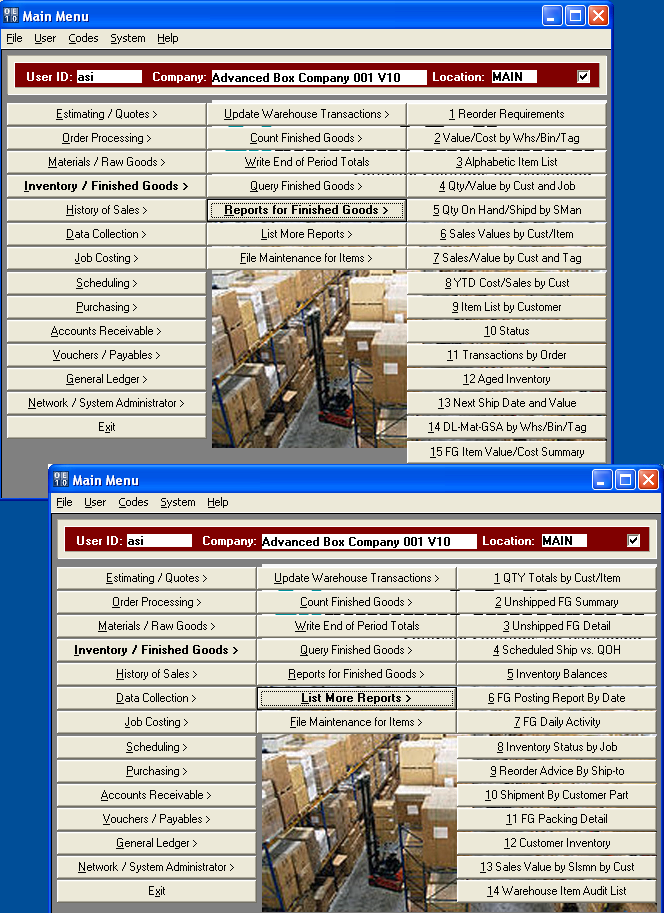 OE 10 Main Menu
File User Codes System Help
User ID: asi Company: Advanced Box Company 001 V10 Location: MAIN
Estimating / Quotes > Update Warehouse Transactions > 1 Reorder Requirements
Order Processing > Count Finished Goods > 2 Value/Cost by Whs/Bin/Tag
Materials / Raw Goods > Write End of Period Totals 3 Alphabetic Item List
Inventory / Finished Goods > Query Finished Goods > 4 Qty/Value by Cust and Job
History of Sales > Reports for Finished Goods > 5 Qty On Hand/Shipd by SMan
Data Collection > List More Reports > 6 Sales Values by Cust/Item
Job Costing > File Maintenance for Items > 7 Sales/Value by Cust and Tag
Scheduling > 8 YTD Cost/Sales by Cust
Purchasing > 9 Item List by Customer
Accounts Receivable > 10 Status
Vouchers / Payables > 11 Transactions by Order
General Ledger > 12 Aged Inventory
Network / System Administrator > 13 Next Ship Date and Value
Exit 14 DL-Mat-GSA by Whs/Bin/Tag
15 FG Item Value/Cost Summary
OE 10 Main Menu
File User Codes System Help
User ID: asi Company: Advanced Box Company 001 V10 Location: MAIN
Estimating / Quotes > Update Warehouse Transactions > 1 QTY Totals by Cust/Item
Order Processing > Count Finished Goods > 2 Unshipped FG Summary
Materials / Raw Goods > Write End of Period Totals 3 Unshipped FG Detail
Inventory / Finished Goods > Query Finished Goods > 4 Scheduled Ship vs. QOH
History of Sales > Reports for Finished Goods > 5 Inventory Balances
Data Collection > List More Reports > 6 FG Posting Report By Date
Job Costing > File Maintenance for Items > 7 FG Daily Activity
Scheduling > 8 Inventory Status by Job
Purchasing > 9 Reorder Advice By Ship-to
Accounts Receivable > 10 Shipment By Customer Part
Vouchers / Payables > 11 FG Packing Detail
General Ledger > 12 Customer Inventory
Network / System Administrator > 13 Sales Value by Slsmn by Cust
Exit 14 Warehouse Item Audit List